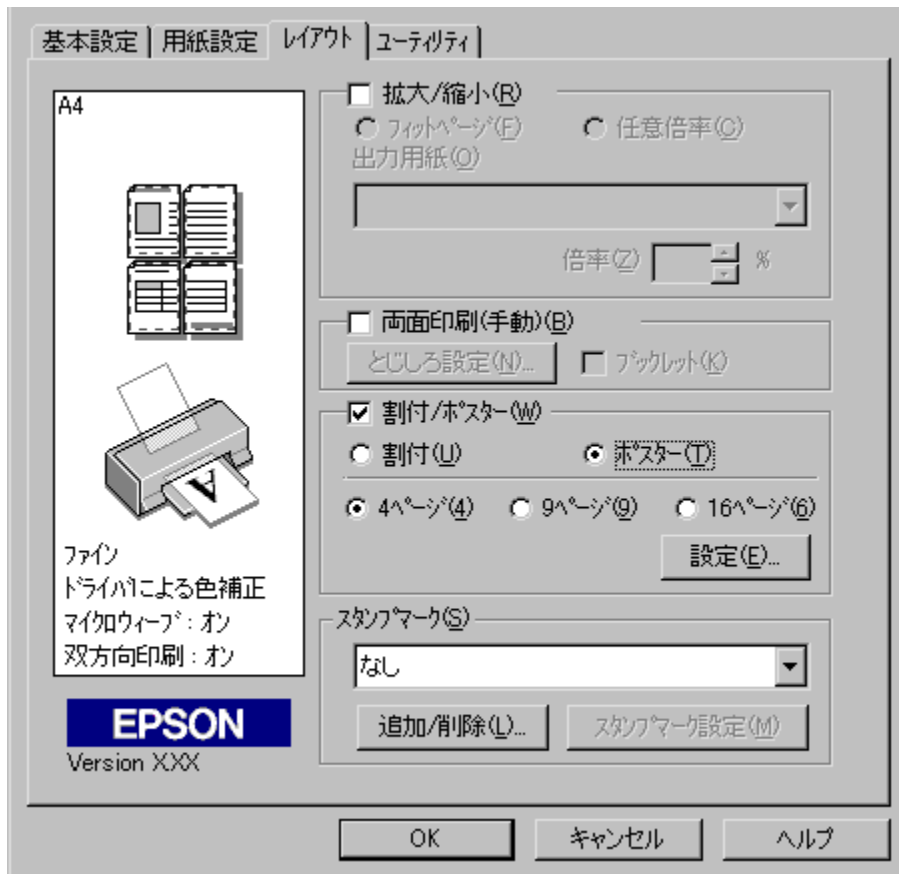 基本設定 用紙設定 レイアウト ユーティリティ
A4
ファイン
ドライバによる色補正
マイクロウィーブ：オン
双方向印刷：オン
EPSON
Version X.XX
拡大/縮小(R)
フィットページ(F) 任意倍率(C)
出力用紙(O)
倍率(Z) %
両面印刷(手動)(B)
とじしろ設定(N)... ブックレット(K)
割付/ポスター(W)
割付(U) ポスター(T)
4ページ(4) 9ページ(9) 16ページ(6)
設定(E)...
スタンプマーク(S)
なし
追加/削除(L)... スタンプマーク設定(M)
OK キャンセル ヘルプ